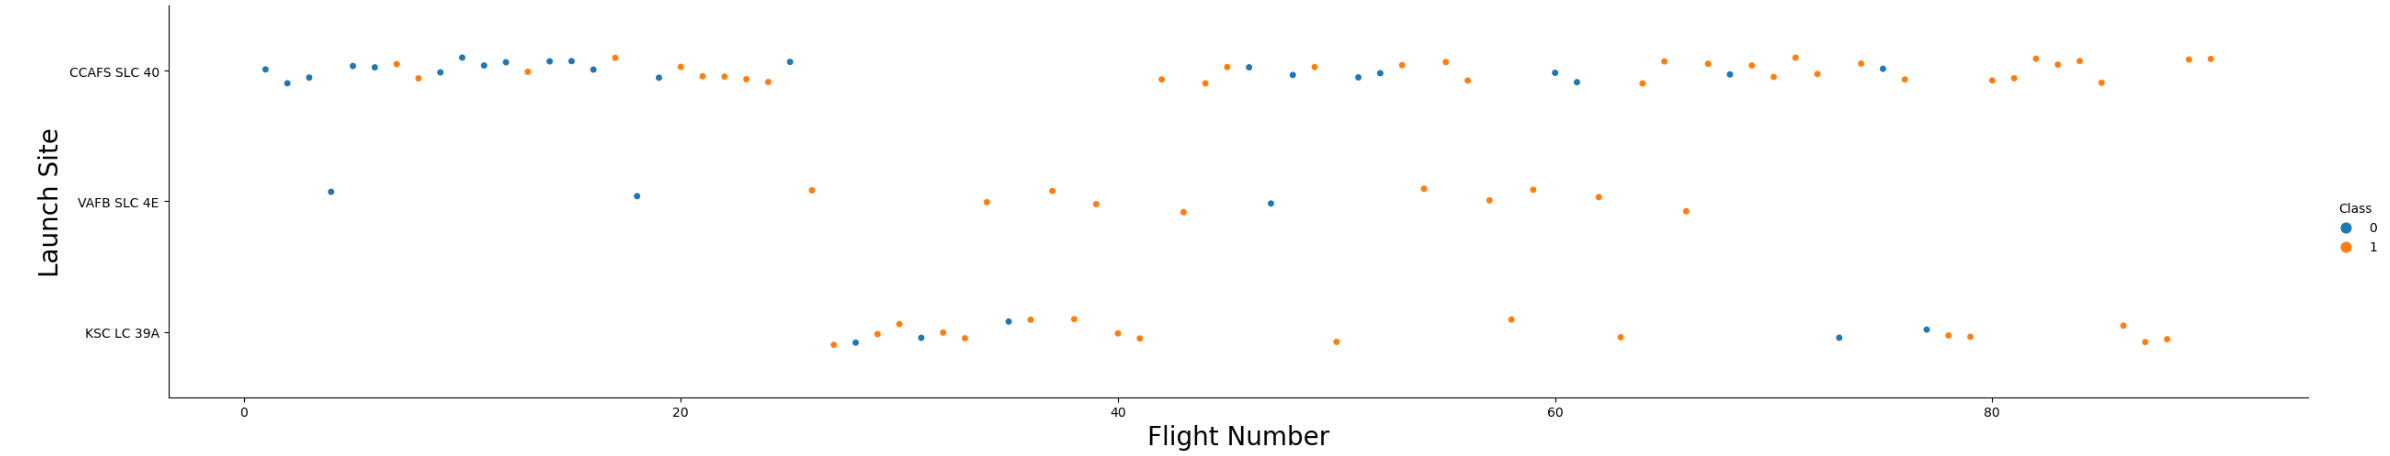 CCAFS SLC 40
VAFB SLC 4E
KSC LC 39A
Launch Site
0 20 40 60 80
Flight Number
Class
0
1